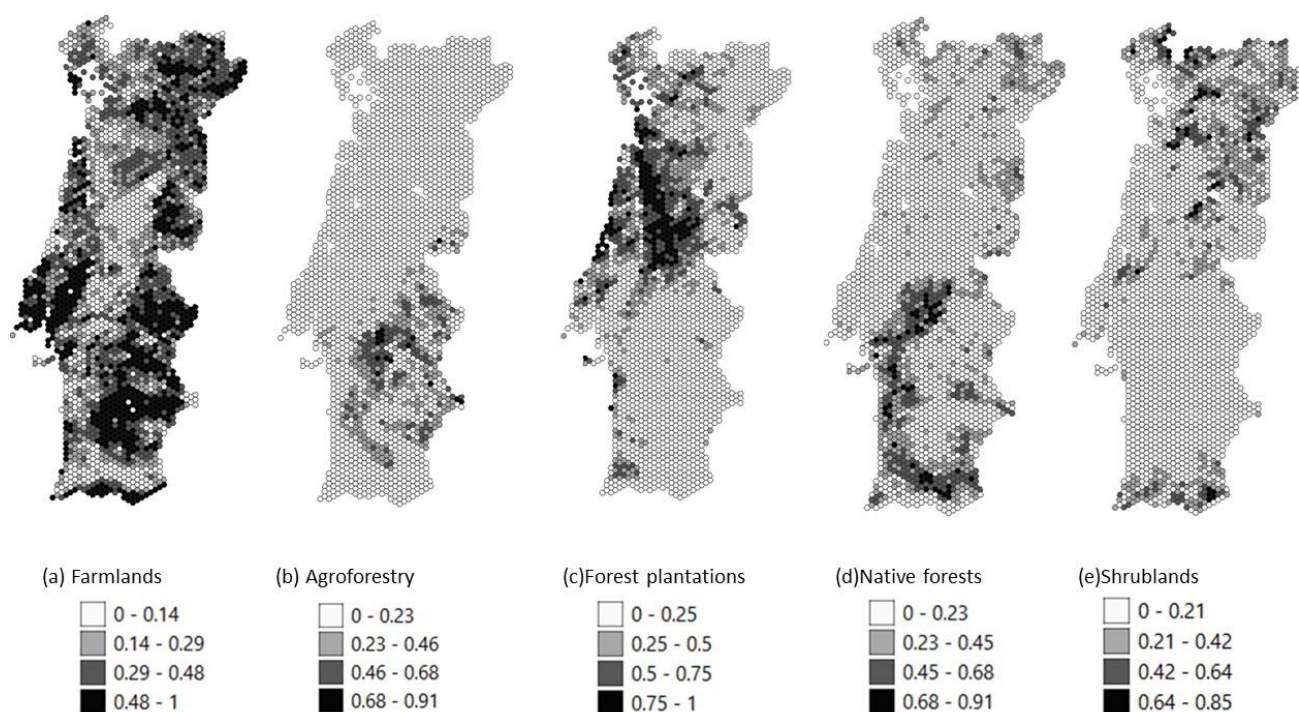 (a) Farmlands
0 - 0.14
0.14 - 0.29
0.29 - 0.48
0.48 - 1
(b) Agroforestry
0 - 0.23
0.23 - 0.46
0.46 - 0.68
0.68 - 0.91
(c)Forest plantations
0 - 0.25
0.25 - 0.5
0.5 - 0.75
0.75 - 1
(d)Native forests
0 - 0.23
0.23 - 0.45
0.45 - 0.68
0.68 - 0.91
(e)Shrublands
0 - 0.21
0.21 - 0.42
0.42 - 0.64
0.64 - 0.85